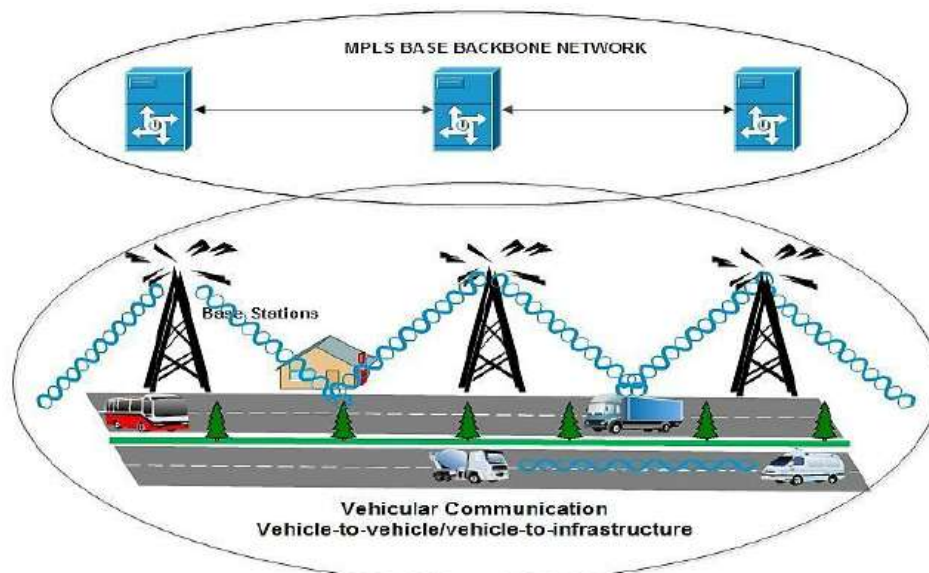 MPLS BASE BACKBONE NETWORK
Base Stations
Vehicular Communication
Vehicle-to-vehicle/vehicle-to-infrastructure